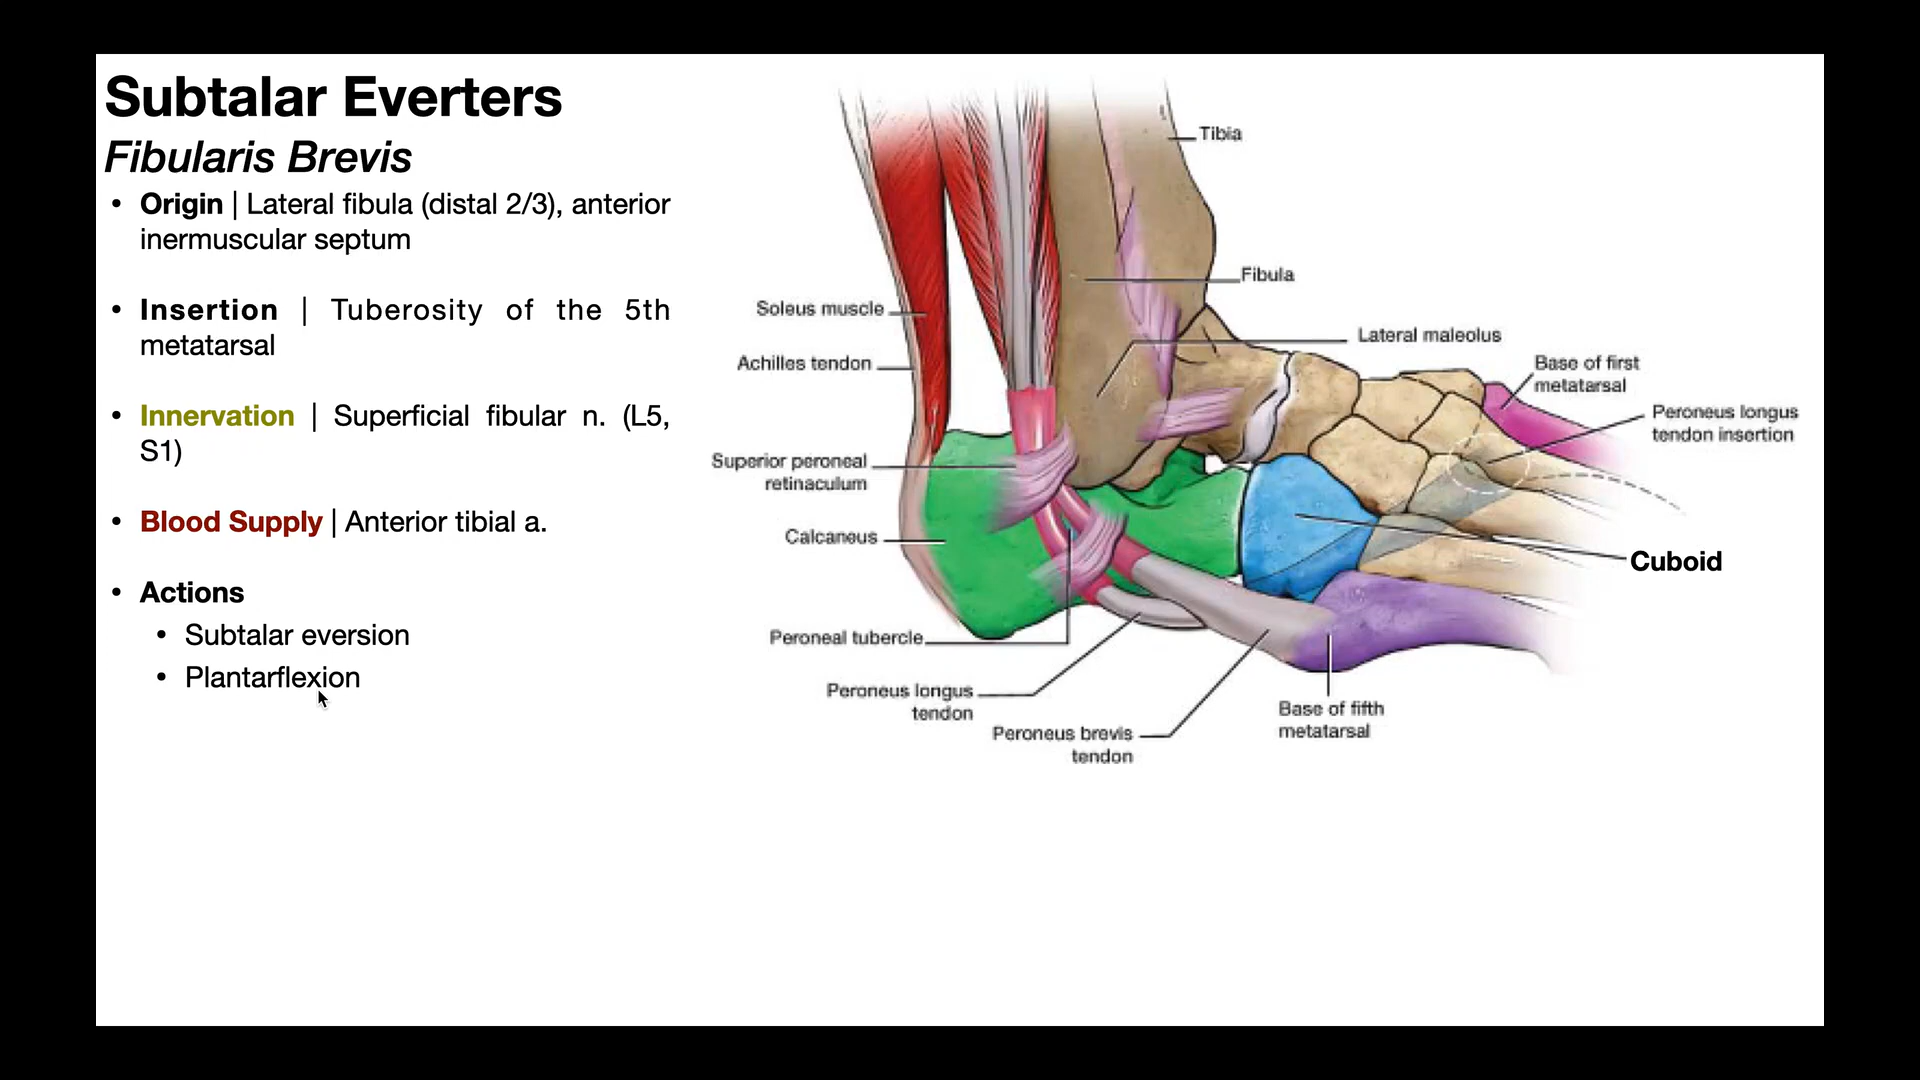 Subtalar Everters
Fibularis Brevis
• Origin | Lateral fibula (distal 2/3), anterior
inermuscular septum
• Insertion | Tuberosity of the 5th
metatarsal
• Innervation | Superficial fibular n. (L5,
S1)
• Blood Supply | Anterior tibial a.
• Actions
• Subtalar eversion
• Plantarflexion
Tibia
Fibula
Soleus muscle
Lateral maleolus
Achilles tendon
Base of first
metatarsal
Peroneus longus
tendon insertion
Superior peroneal
retinaculum
Calcaneus
Cuboid
Peroneal tubercle
Peroneus longus
tendon
Peroneus brevis
tendon
Base of fifth
metatarsal